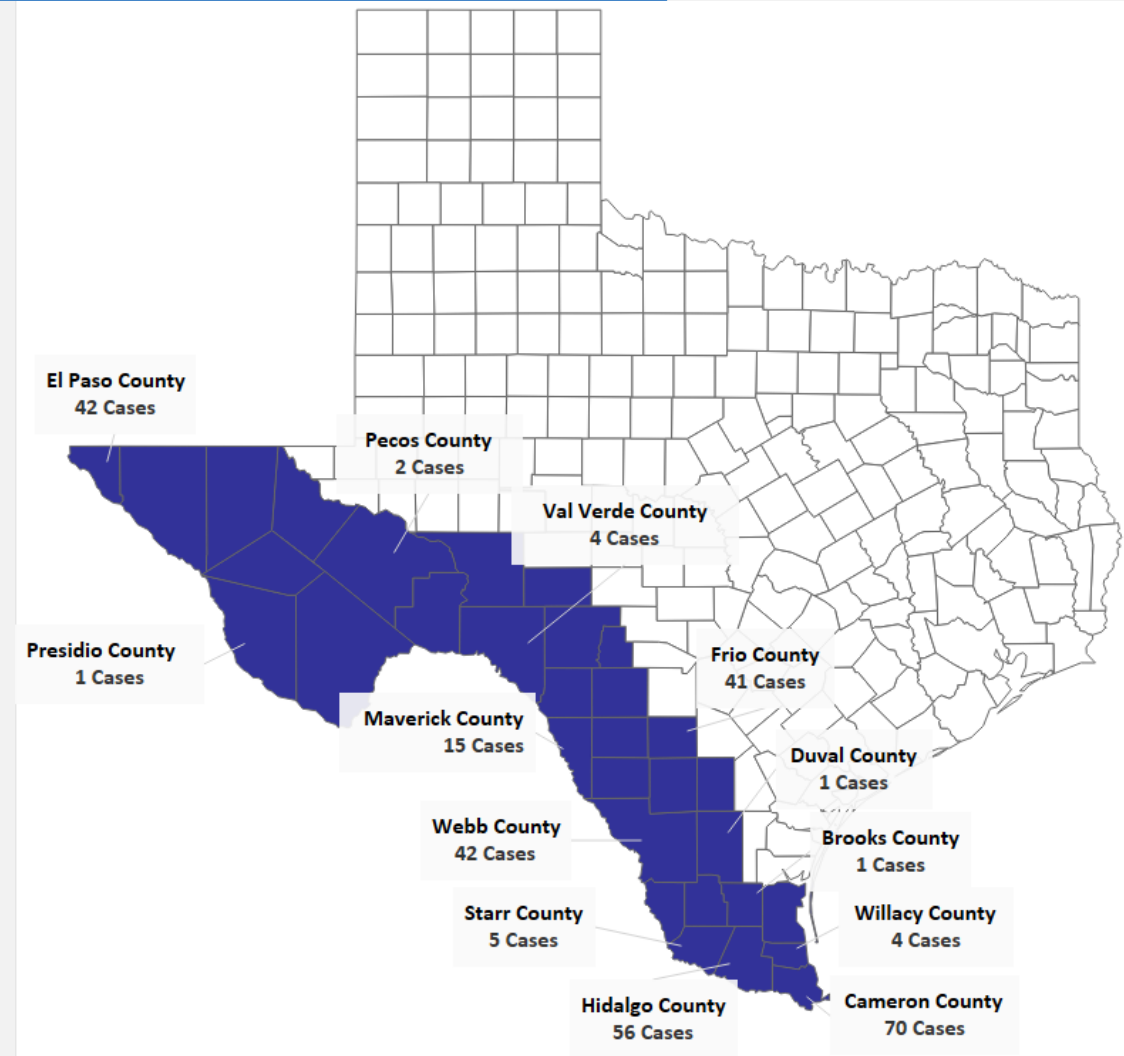 El Paso County
42 Cases
Pecos County
2 Cases
Val Verde County
4 Cases
Presidio County
1 Cases
Frio County
41 Cases
Maverick County
15 Cases
Duval County
1 Cases
Webb County
42 Cases
Brooks County
1 Cases
Starr County
5 Cases
Willacy County
4 Cases
Hidalgo County
56 Cases
Cameron County
70 Cases